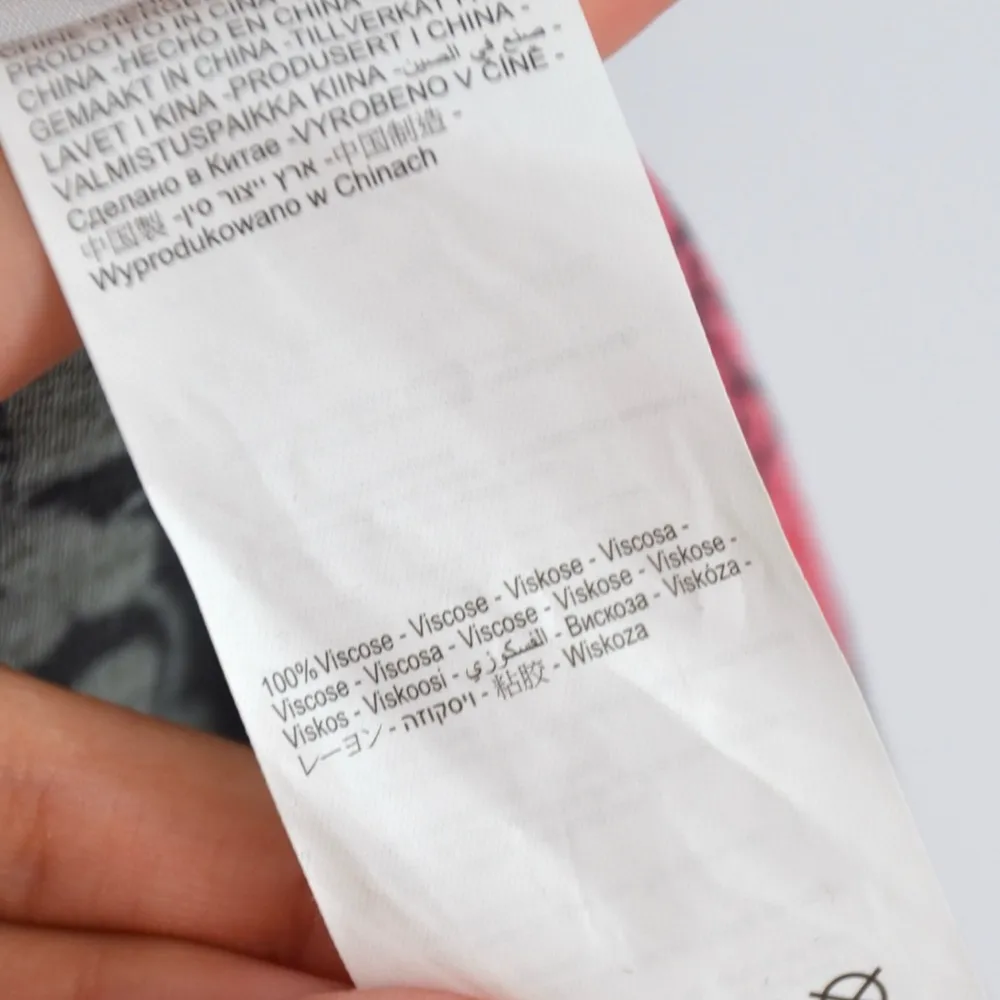 PRODOTTO IN CINA
CHINA -HECHO EN CHINA
GEMAAKT IN CHINA -TILLVERKAT I
LAVET I KINA -PRODUSERT I CHINA -
VALMISTUSPAIKKA KIINA -صنع في الصين -
Сделано в Китае -VYROBENO V ČÍNĚ -
中国製 -ארץ ייצור סין -中国制造 -
Wyprodukowano w Chinach
100%Viscose - Viscose - Viskose - Viscosa -
Viscose - Viscosa - Viscose - Viskose - Viskose -
Viskos - Viskoosi - الفسكوزي - Вискоза - Viskóza -
レーヨン - ויסקוזה - 粘胶 - Wiskoza